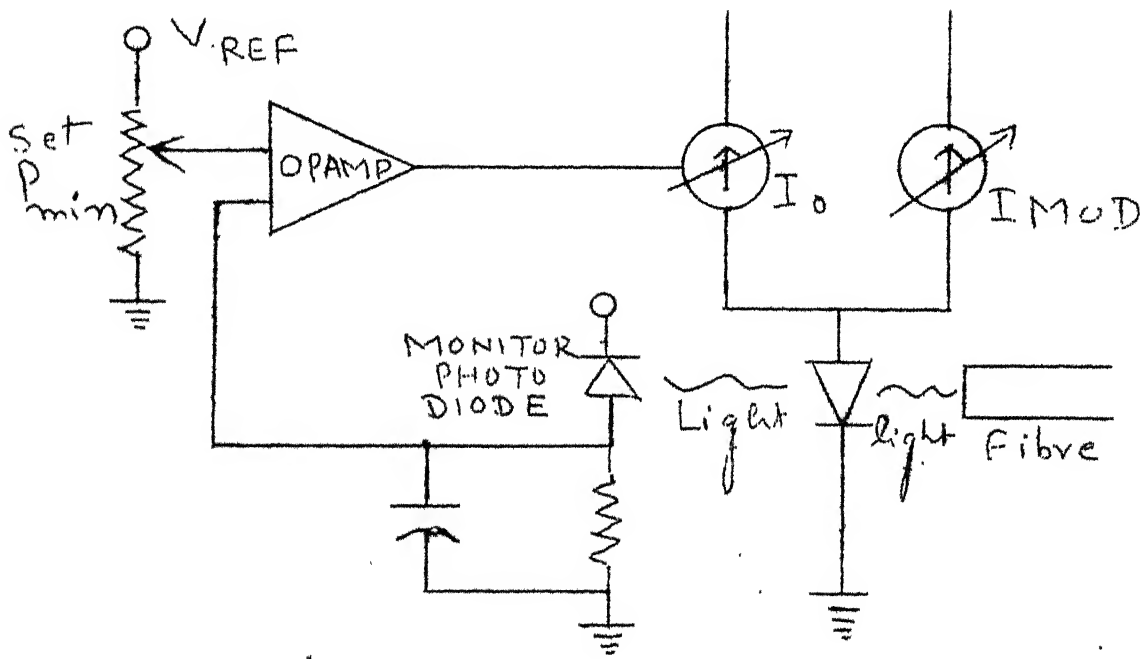 V.REF
Set
Pmin
OPAMP
I0
IMOD
MONITOR
PHOTO
DIODE
Light
light
Fibre